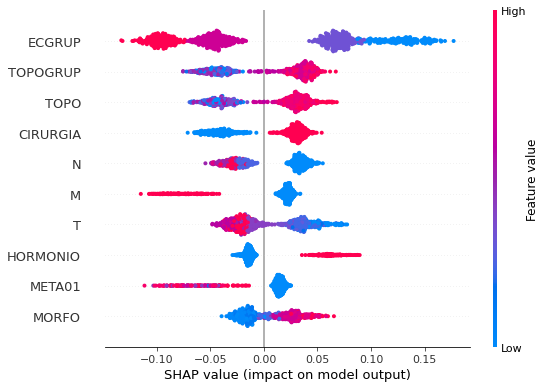 High
ECGRUP
TOPOGRUP
TOPO
CIRURGIA
N
M
T
HORMONIO
META01
MORFO
Feature value
Low
−0.10 −0.05 0.00 0.05 0.10 0.15
SHAP value (impact on model output)